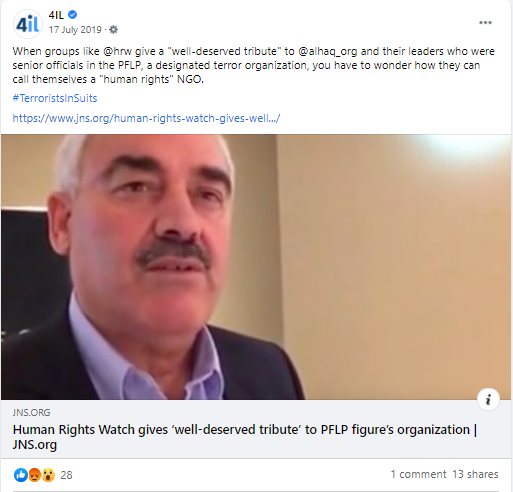 4il
4IL
17 July 2019 ·
When groups like @hrw give a "well-deserved tribute" to @alhaq_org and their leaders who were
senior officials in the PFLP, a designated terror organization, you have to wonder how they can
call themselves a "human rights" NGO.
#TerroristsInSuits
https://www.jns.org/human-rights-watch-gives-well.../
i
JNS.ORG
Human Rights Watch gives ‘well-deserved tribute’ to PFLP figure’s organization |
JNS.org
28
1 comment 13 shares